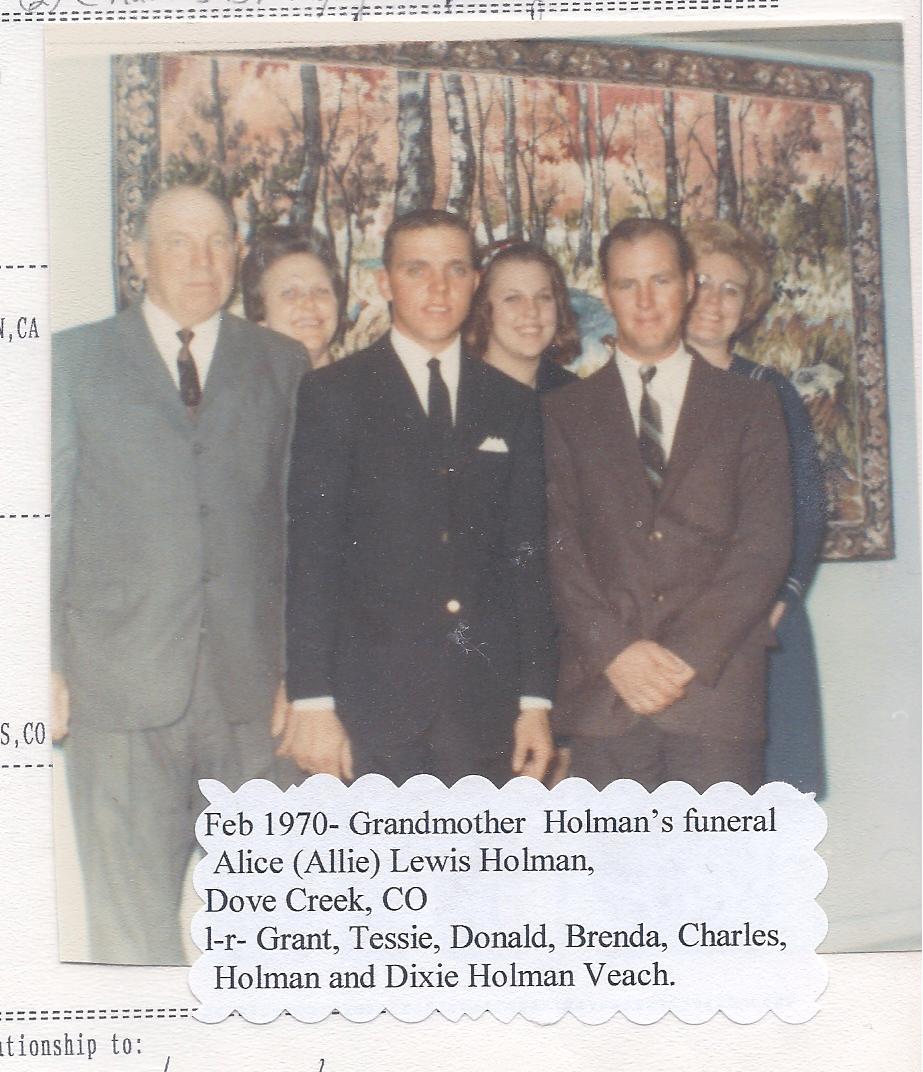 N,CA
S,CO
Feb 1970- Grandmother Holman's funeral
Alice (Allie) Lewis Holman,
Dove Creek, CO
l-r- Grant, Tessie, Donald, Brenda, Charles,
Holman and Dixie Holman Veach.
ationship to: